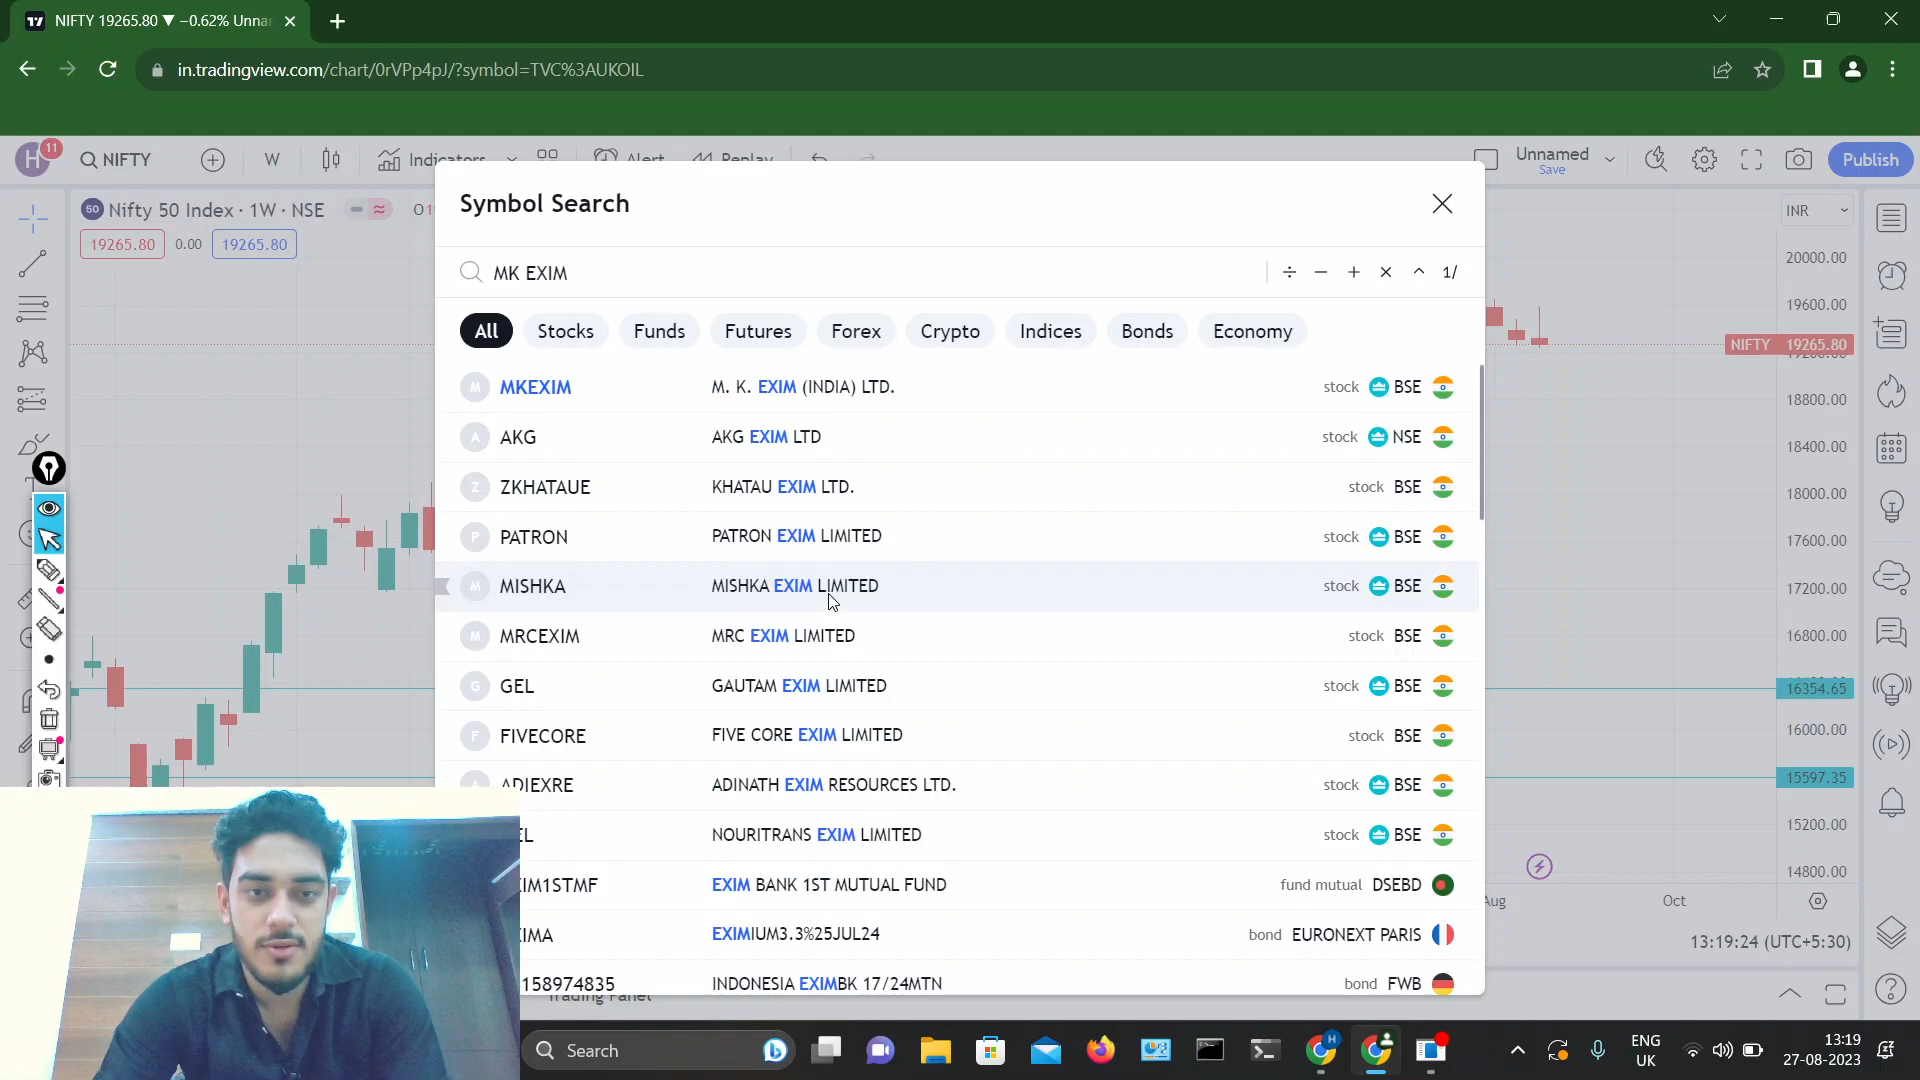 NIFTY 19265.80 ▼ −0.62% Unna
in.tradingview.com/chart/0rVPp4pJ/?symbol=TVC%3AUKOIL
H 11 NIFTY W Indicators Alert Replay Unnamed Save Publish
Symbol Search
50 Nifty 50 Index · 1W · NSE O1 INR
19265.80 0.00 19265.80
MK EXIM ÷ − + × ^ 1/
All Stocks Funds Futures Forex Crypto Indices Bonds Economy
M MKEXIM M. K. EXIM (INDIA) LTD. stock BSE
A AKG AKG EXIM LTD stock NSE
Z ZKHATAUE KHATAU EXIM LTD. stock BSE
P PATRON PATRON EXIM LIMITED stock BSE
M MISHKA MISHKA EXIM LIMITED stock BSE
M MRCEXIM MRC EXIM LIMITED stock BSE
G GEL GAUTAM EXIM LIMITED stock BSE
F FIVECORE FIVE CORE EXIM LIMITED stock BSE
ADIEXRE ADINATH EXIM RESOURCES LTD. stock BSE
EL NOURITRANS EXIM LIMITED stock BSE
IM1STMF EXIM BANK 1ST MUTUAL FUND fund mutual DSEBD
IMA EXIMIUM3.3%25JUL24 bond EURONEXT PARIS
158974835 INDONESIA EXIMBK 17/24MTN bond FWB
Trading Panel
20000.00
19600.00
NIFTY 19265.80
18800.00
18400.00
18000.00
17600.00
17200.00
16800.00
16354.65
16000.00
15597.35
15200.00
14800.00
Aug Oct
13:19:24 (UTC+5:30)
Search
ENG
UK
13:19
27-08-2023